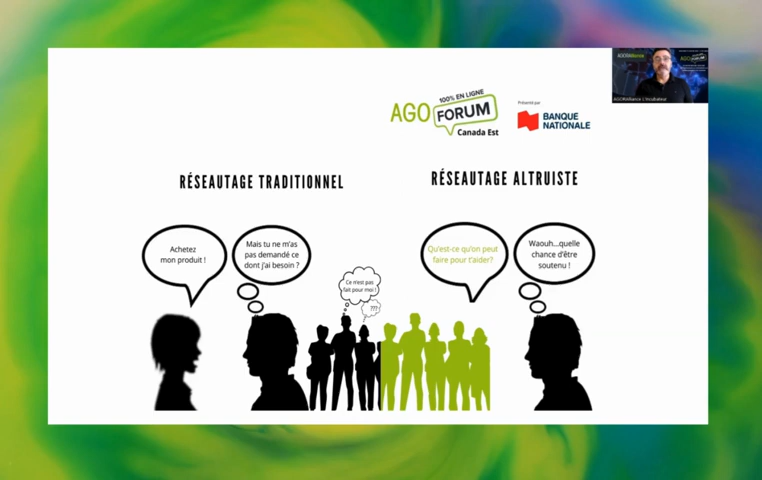 100% EN LIGNE
AGO FORUM
Canada Est
Présenté par
BANQUE
NATIONALE
AGORAlliance L'Incubateur
RÉSEAUTAGE TRADITIONNEL
RÉSEAUTAGE ALTRUISTE
Achetez
mon produit !
Mais tu ne m'as
pas demandé ce
dont j'ai besoin ?
Ce n'est pas
fait pour moi !
???
Qu'est-ce qu'on peut
faire pour t'aider?
Waouh...quelle
chance d'être
soutenu !